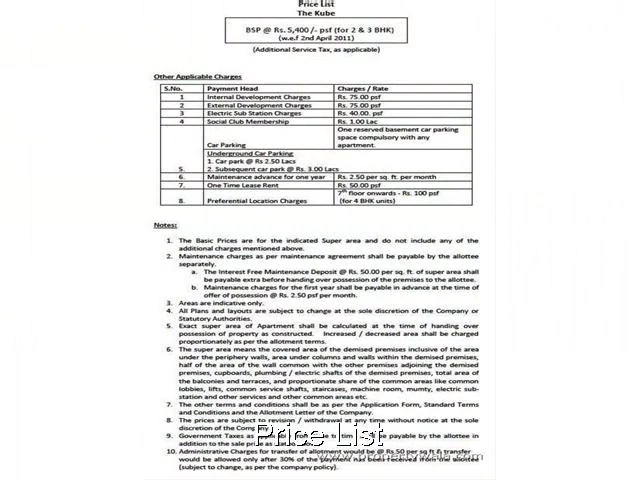 Price List
The Kube
BSP @ Rs. 5,400 /- psf (for 2 & 3 BHK)
(w.e.f 2nd April 2011)
(Additional Service Tax, as applicable)
Other Applicable Charges
S.No. Payment Head Charges / Rate
1 Internal Development Charges Rs. 75.00 psf
2 External Development Charges Rs. 75.00 psf
3 Electric Sub Station Charges Rs. 40.00. psf
4 Social Club Membership Rs. 1.00 Lac
One reserved basement car parking
space compulsory with any
Car Parking apartment.
Underground Car Parking
1. Car park @ Rs 2.50 Lacs
5. 2. Subsequent car park @ Rs. 3.00 Lacs
6. Maintenance advance for one year Rs. 2.50 per sq. ft. per month
7. One Time Lease Rent Rs. 50.00 psf
7th floor onwards - Rs. 100 psf
8. Preferential Location Charges (for 4 BHK units)
Notes:
1. The Basic Prices are for the indicated Super area and do not include any of the
additional charges mentioned above.
2. Maintenance charges as per maintenance agreement shall be payable by the allottee
separately.
a. The Interest Free Maintenance Deposit @ Rs. 50.00 per sq. ft. of super area shall
be payable extra before handing over possession of the premises to the allottee.
b. Maintenance charges for the first year shall be payable in advance at the time of
offer of possession @ Rs. 2.50 psf per month.
3. Areas are indicative only.
4. All Plans and layouts are subject to change at the sole discretion of the Company or
Statutory Authorities.
5. Exact super area of Apartment shall be calculated at the time of handing over
possession of property as constructed. Increased / decreased area shall be charged
proportionately as per the allotment terms.
6. The super area means the covered area of the demised premises inclusive of the area
under the periphery walls, area under columns and walls within the demised premises,
half of the area of the wall common with the other premises adjoining the demised
premises, cupboards, plumbing / electric shafts of the demised premises, total area of
the balconies and terraces, and proportionate share of the common areas like common
lobbies, lifts, common service shafts, staircases, machine room, mumty, electric sub-
station and other services and other common areas etc.
7. The other terms and conditions shall be as per the Application Form, Standard Terms
and Conditions and the Allotment Letter of the Company.
8. The prices are subject to revision / withdrawal at any time without notice at the sole
discretion of the
Price List
9. Government Taxes as payable by the allottee in
addition to the sale
10. Administrative Charges for transfer of allotment would be @ Rs.50 per sq ft & transfer
would be allowed only after 30% of the payment has been received from the allottee
www.propertywala.com
(subject to change, as per the company policy).